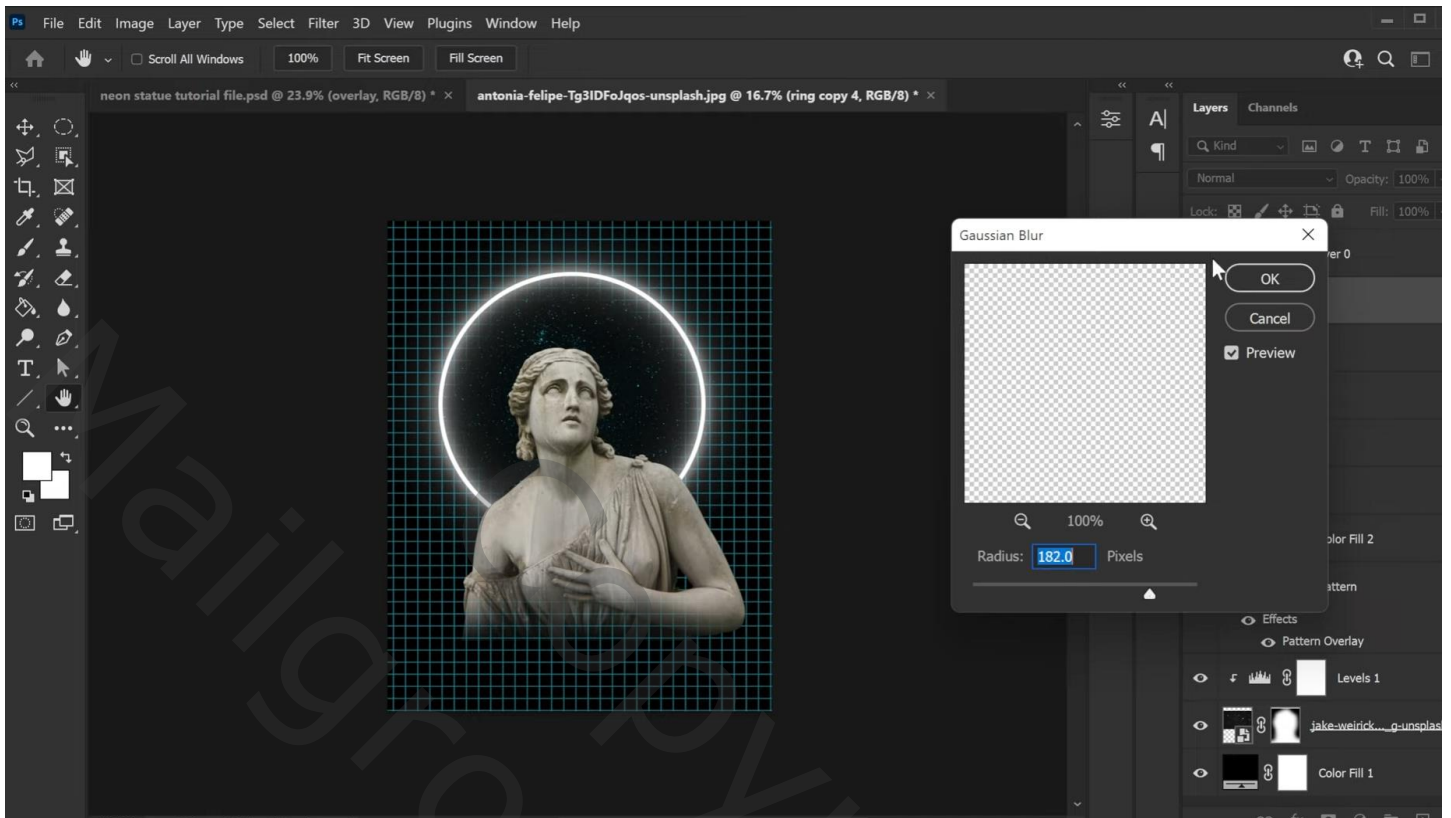 Ps File Edit Image Layer Type Select Filter 3D View Plugins Window Help
Scroll All Windows 100% Fit Screen Fill Screen
neon statue tutorial file.psd @ 23.9% (overlay, RGB/8) * × antonia-felipe-Tg3IDFoJqos-unsplash.jpg @ 16.7% (ring copy 4, RGB/8) * ×
Layers Channels
Kind
Normal Opacity: 100%
Lock: Fill: 100%
Gaussian Blur
er 0
OK
Cancel
Preview
100%
Radius: 182.0 Pixels
olor Fill 2
attern
Effects
Pattern Overlay
Levels 1
jake-weirick..._g-unsplas
Color Fill 1